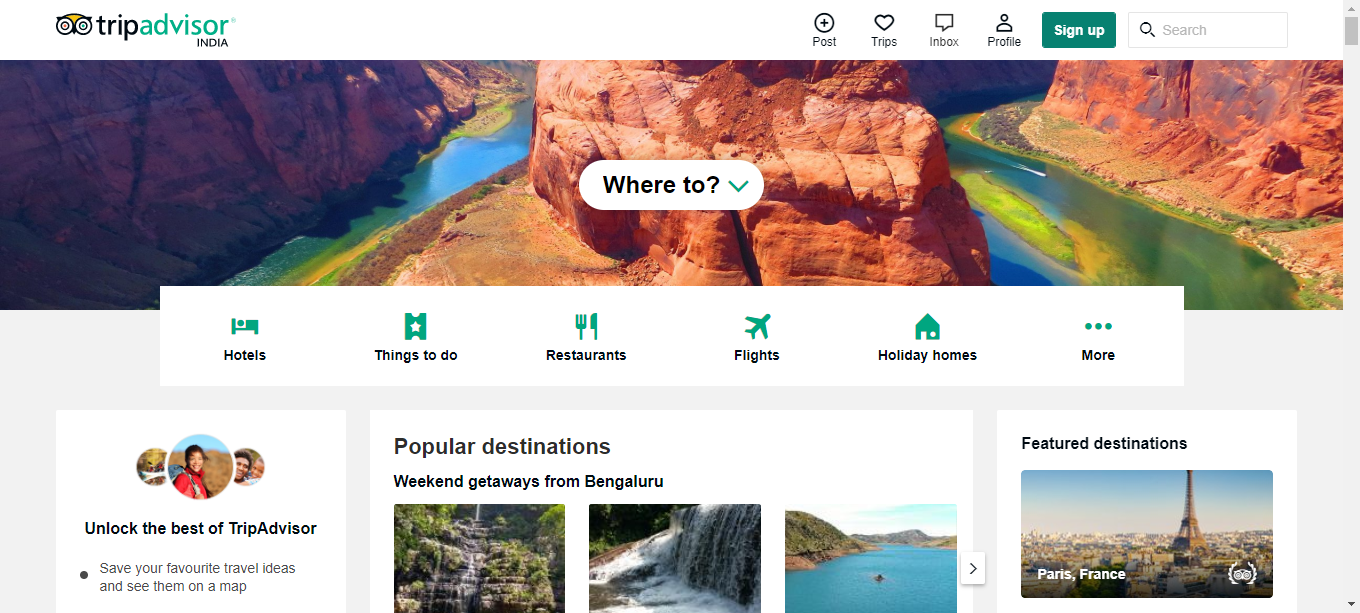 tripadvisor
INDIA
Post
Trips
Inbox
Profile
Sign up
Search
Where to?
Hotels
Things to do
Restaurants
Flights
Holiday homes
More
Unlock the best of TripAdvisor
Save your favourite travel ideas
and see them on a map
Popular destinations
Weekend getaways from Bengaluru
Featured destinations
Paris, France